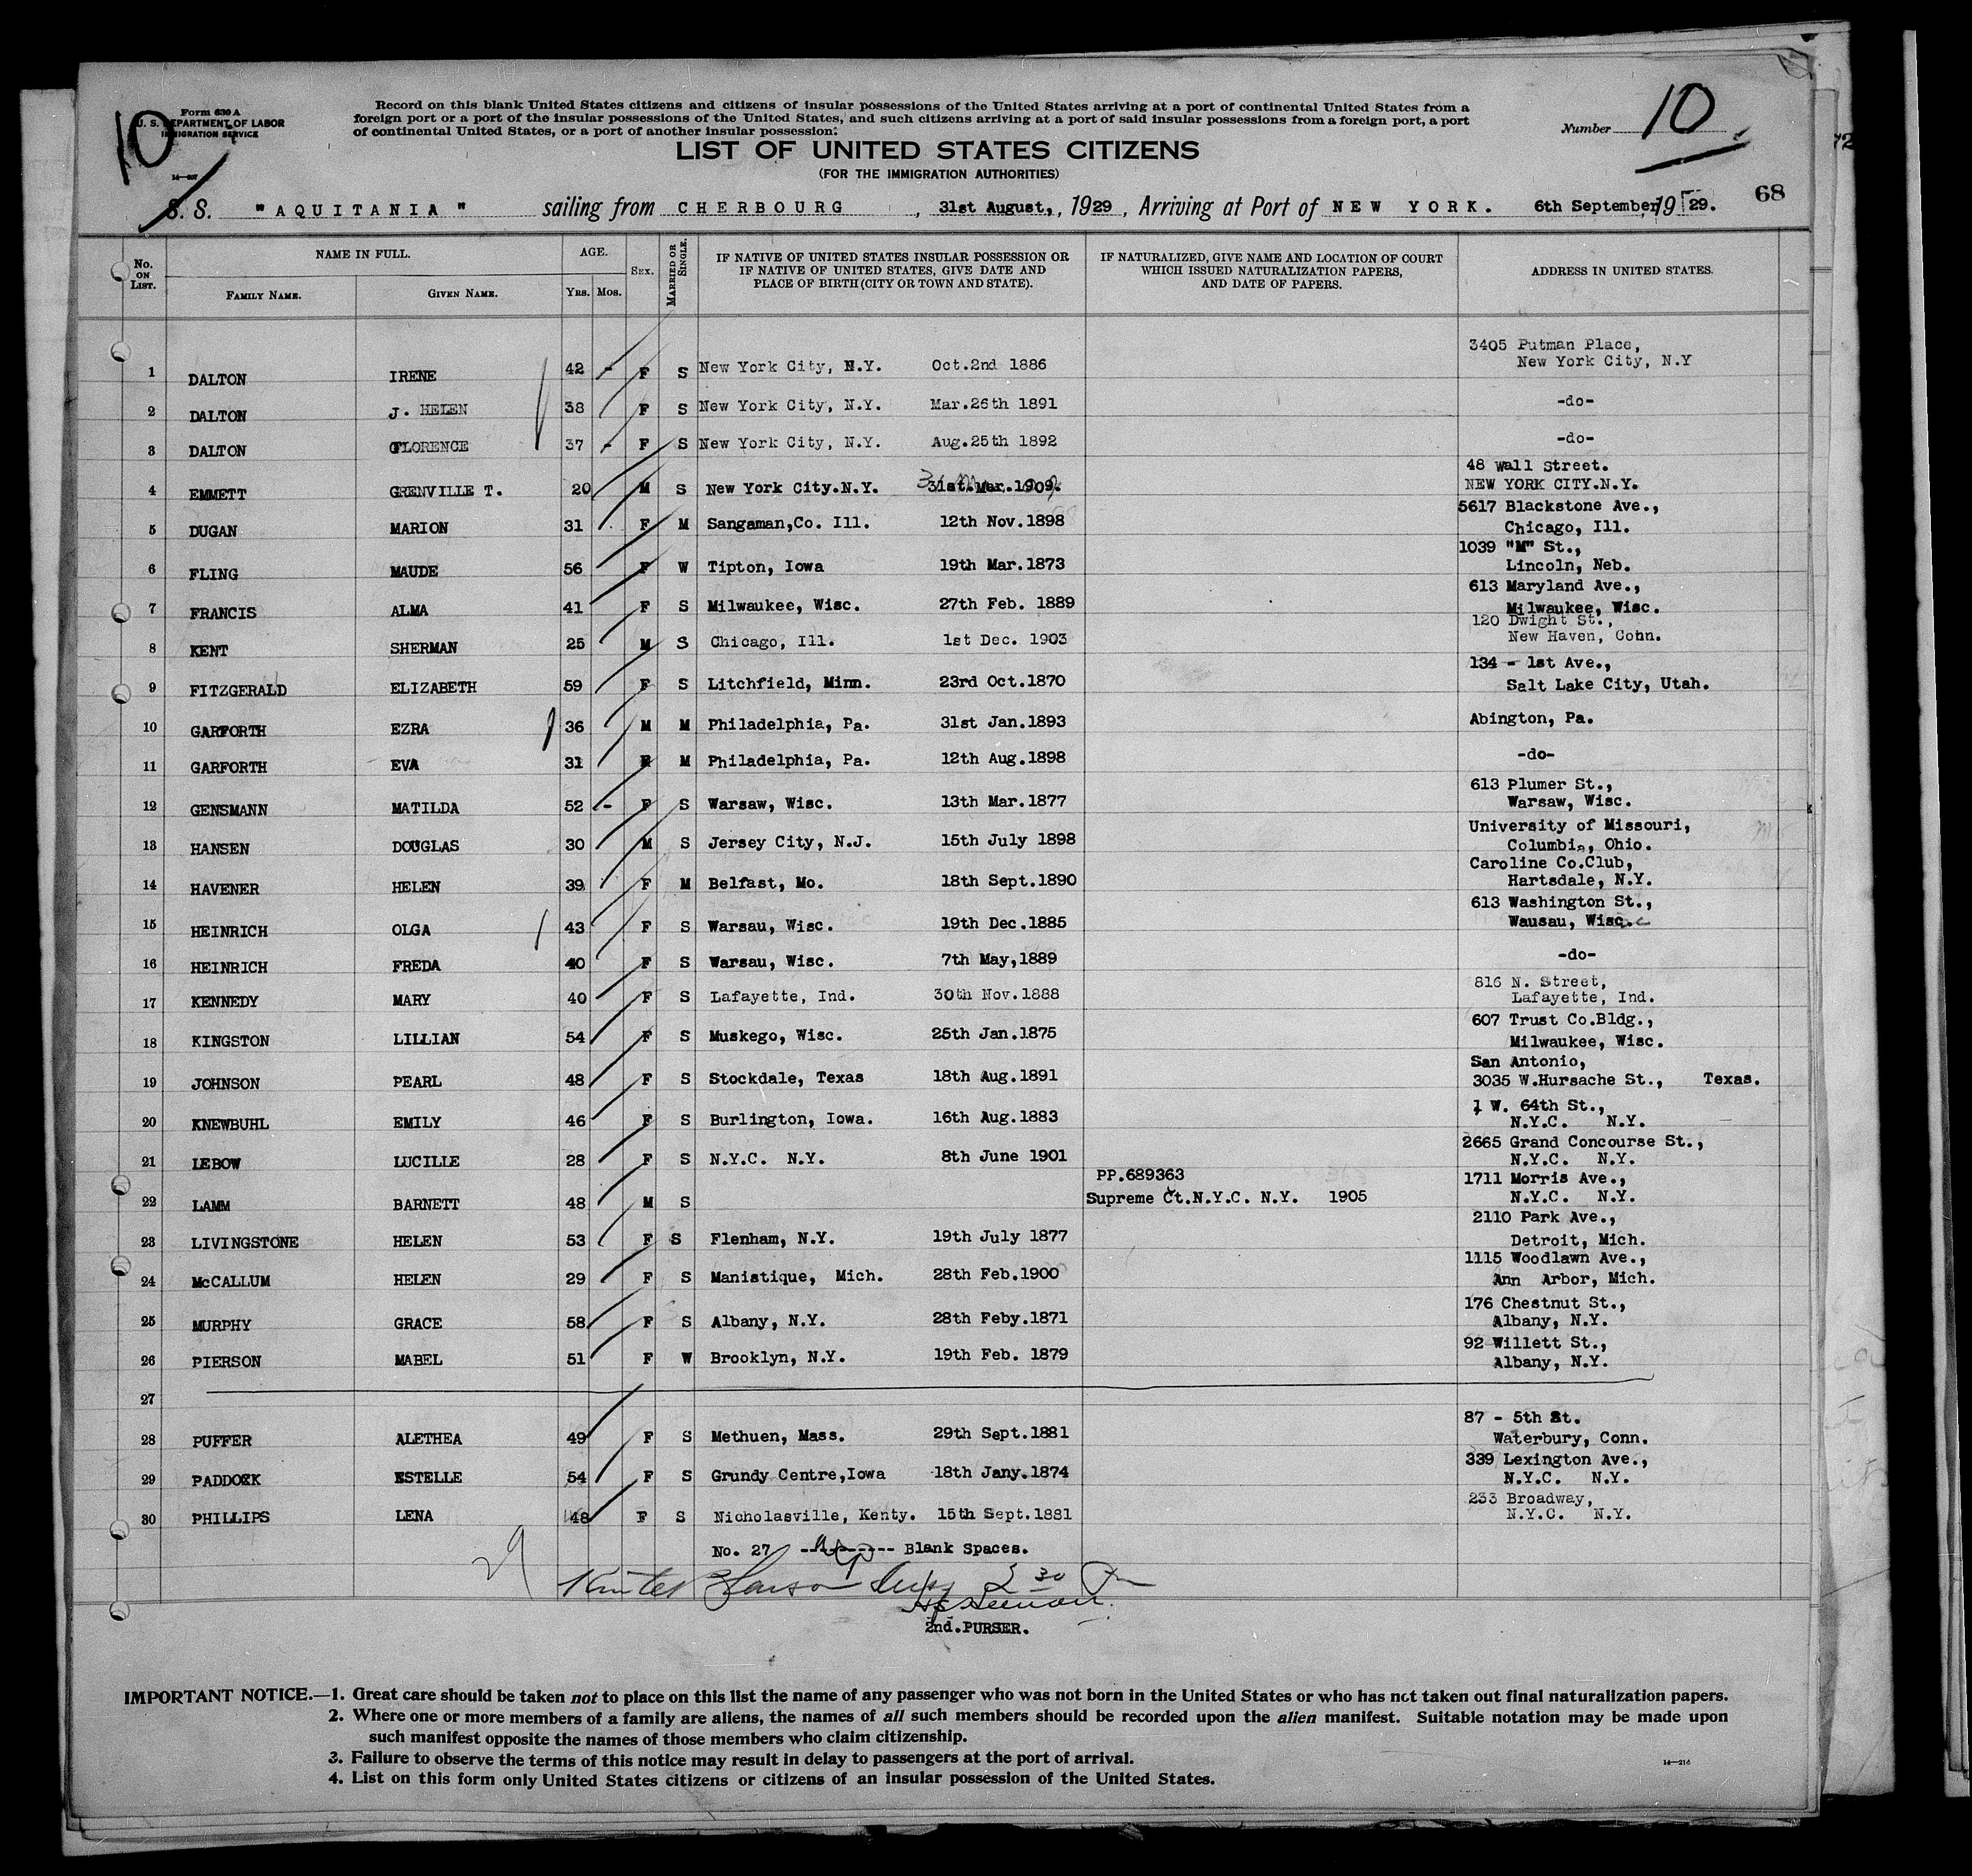 10
Form 630 A
U. S. DEPARTMENT OF LABOR
IMMIGRATION SERVICE
Record on this blank United States citizens and citizens of insular possessions of the United States arriving at a port of continental United States from a
foreign port or a port of the insular possessions of the United States, and such citizens arriving at a port of said insular possessions from a foreign port, a port
of continental United States, or a port of another insular possession:
Number 10
LIST OF UNITED STATES CITIZENS
(FOR THE IMMIGRATION AUTHORITIES)
68
S. S. "AQUITANIA" sailing from CHERBOURG, 31st August, 1929, Arriving at Port of NEW YORK. 6th September, 1929.
No. ON LIST. NAME IN FULL. FAMILY NAME. GIVEN NAME. AGE. YRS. MOS. SEX. MARRIED OR SINGLE. IF NATIVE OF UNITED STATES INSULAR POSSESSION OR IF NATIVE OF UNITED STATES, GIVE DATE AND PLACE OF BIRTH (CITY OR TOWN AND STATE). IF NATURALIZED, GIVE NAME AND LOCATION OF COURT WHICH ISSUED NATURALIZATION PAPERS, AND DATE OF PAPERS. ADDRESS IN UNITED STATES.
1 DALTON IRENE 42 - F S New York City, N.Y. Oct.2nd 1886 3405 Putman Place, New York City, N.Y
2 DALTON J. HELEN 38 F S New York City, N.Y. Mar.26th 1891 -do-
3 DALTON FLORENCE 37 - F S New York City, N.Y. Aug.25th 1892 -do-
4 EMMETT GRENVILLE T. 20 M S New York City.N.Y. 31st.Mar.1909. 48 Wall Street. NEW YORK CITY.N.Y.
5 DUGAN MARION 31 F M Sangaman,Co. Ill. 12th Nov.1898 5617 Blackstone Ave., Chicago, Ill.
6 FLING MAUDE 56 F W Tipton, Iowa 19th Mar.1873 1039 "M" St., Lincoln, Neb.
7 FRANCIS ALMA 41 F S Milwaukee, Wisc. 27th Feb. 1889 613 Maryland Ave., Milwaukee, Wisc.
8 KENT SHERMAN 25 M S Chicago, Ill. 1st Dec. 1903 120 Dwight St., New Haven, Conn.
9 FITZGERALD ELIZABETH 59 F S Litchfield, Minn. 23rd Oct.1870 134 - 1st Ave., Salt Lake City, Utah.
10 GARFORTH EZRA 36 M M Philadelphia, Pa. 31st Jan.1893 Abington, Pa.
11 GARFORTH EVA 31 F M Philadelphia, Pa. 12th Aug.1898 -do-
12 GENSMANN MATILDA 52 - F S Warsaw, Wisc. 13th Mar.1877 613 Plumer St., Warsaw, Wisc.
13 HANSEN DOUGLAS 30 M S Jersey City, N.J. 15th July 1898 University of Missouri, Columbia, Ohio.
14 HAVENER HELEN 39 F M Belfast, Mo. 18th Sept.1890 Caroline Co.Club, Hartsdale, N.Y.
15 HEINRICH OLGA 43 F S Warsau, Wisc. 19th Dec.1885 613 Washington St., Wausau, Wisc.
16 HEINRICH FREDA 40 F S Warsau, Wisc. 7th May,1889 -do-
17 KENNEDY MARY 40 F S Lafayette, Ind. 30th Nov.1888 816 N. Street, Lafayette, Ind.
18 KINGSTON LILLIAN 54 F S Muskego, Wisc. 25th Jan.1875 607 Trust Co.Bldg., Milwaukee, Wisc.
19 JOHNSON PEARL 48 F S Stockdale, Texas 18th Aug.1891 San Antonio, 3035 W.Hursache St., Texas.
20 KNEWBUHL EMILY 46 F S Burlington, Iowa. 16th Aug.1883 1 W. 64th St., N.Y.C. N.Y.
21 LEBOW LUCILLE 28 F S N.Y.C. N.Y. 8th June 1901 2665 Grand Concourse St., N.Y.C. N.Y.
22 LAMM BARNETT 48 M S PP.689363 Supreme Ct.N.Y.C. N.Y. 1905 1711 Morris Ave., N.Y.C. N.Y.
23 LIVINGSTONE HELEN 53 F S Flenham, N.Y. 19th July 1877 2110 Park Ave., Detroit, Mich.
24 McCALLUM HELEN 29 F S Manistique, Mich. 28th Feb.1900 1115 Woodlawn Ave., Ann Arbor, Mich.
25 MURPHY GRACE 58 F S Albany, N.Y. 28th Feby.1871 176 Chestnut St., Albany, N.Y.
26 PIERSON MABEL 51 F W Brooklyn, N.Y. 19th Feb. 1879 92 Willett St., Albany, N.Y.
27
28 PUFFER ALETHEA 49 F S Methuen, Mass. 29th Sept.1881 87 - 5th St. Waterbury, Conn.
29 PADDOCK ESTELLE 54 F S Grundy Centre,Iowa 18th Jany.1874 339 Lexington Ave., N.Y.C. N.Y.
30 PHILLIPS LENA 48 F S Nicholasville, Kenty. 15th Sept.1881 233 Broadway, N.Y.C. N.Y.
No. 27 --------- Blank Spaces.
29
2 30 Pm
2nd.PURSER.
IMPORTANT NOTICE.—1. Great care should be taken not to place on this list the name of any passenger who was not born in the United States or who has not taken out final naturalization papers.
2. Where one or more members of a family are aliens, the names of all such members should be recorded upon the alien manifest. Suitable notation may be made upon
such manifest opposite the names of those members who claim citizenship.
3. Failure to observe the terms of this notice may result in delay to passengers at the port of arrival.
4. List on this form only United States citizens or citizens of an insular possession of the United States.
14—216